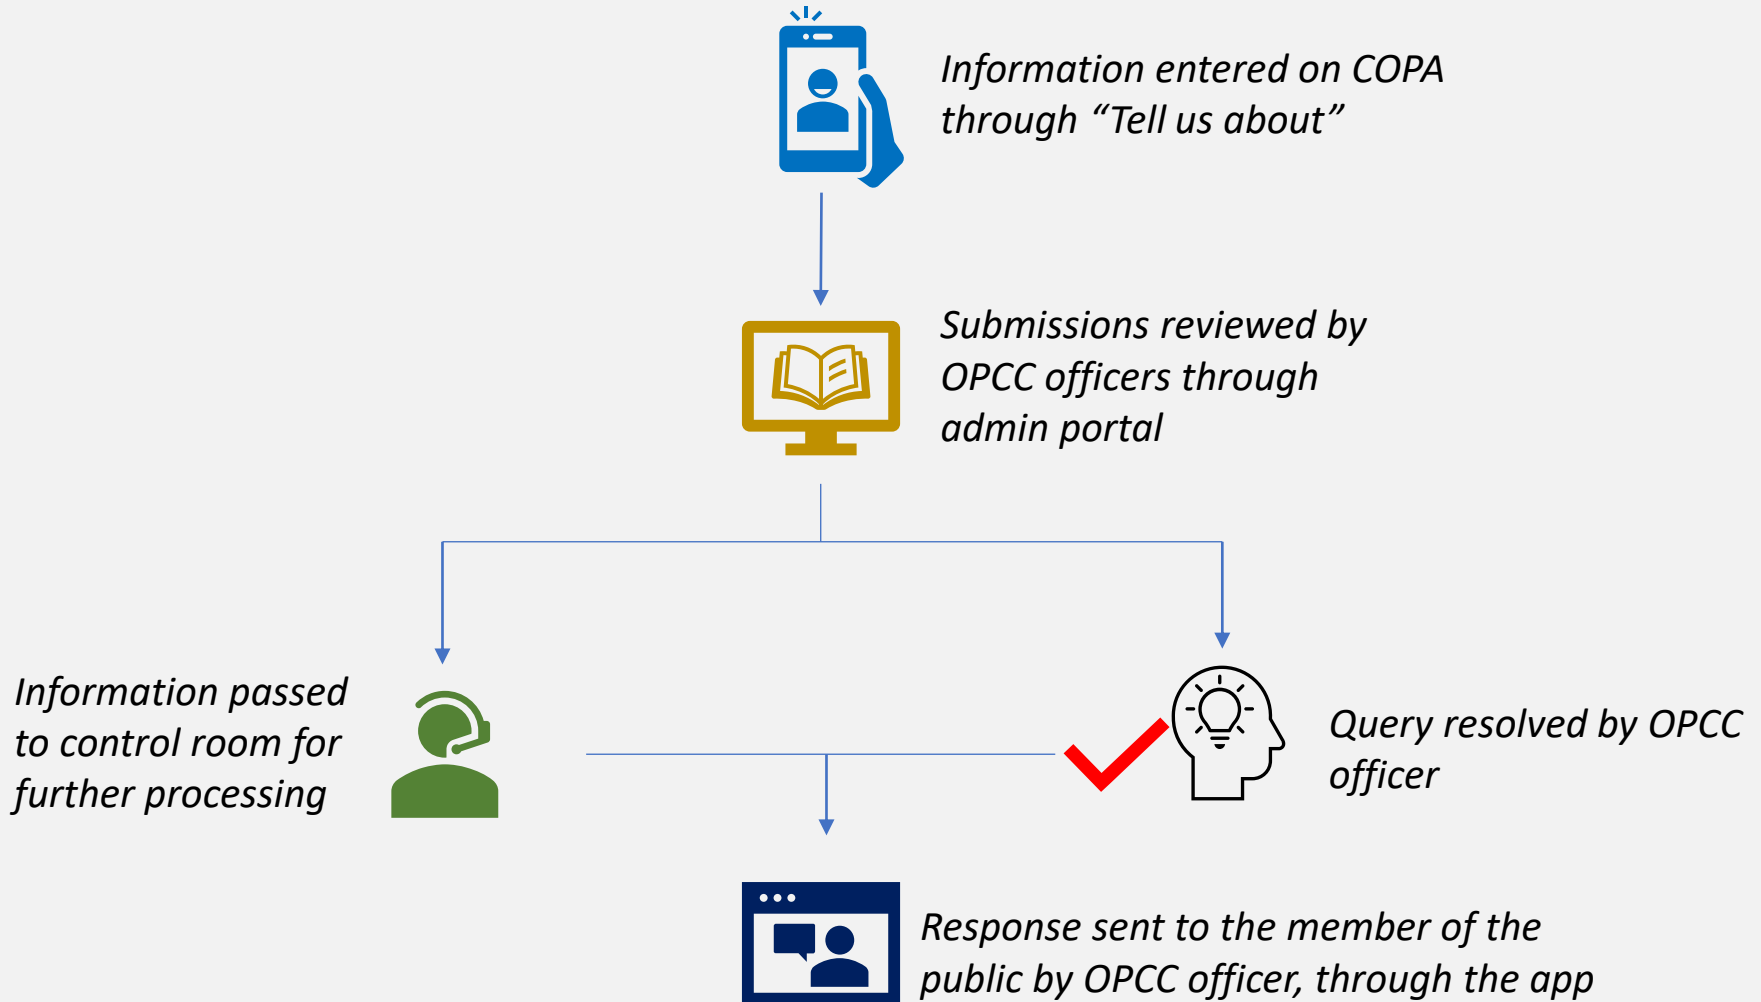 Information entered on COPA
through “Tell us about”
Submissions reviewed by
OPCC officers through
admin portal
Information passed
to control room for
further processing
Query resolved by OPCC
officer
Response sent to the member of the
public by OPCC officer, through the app